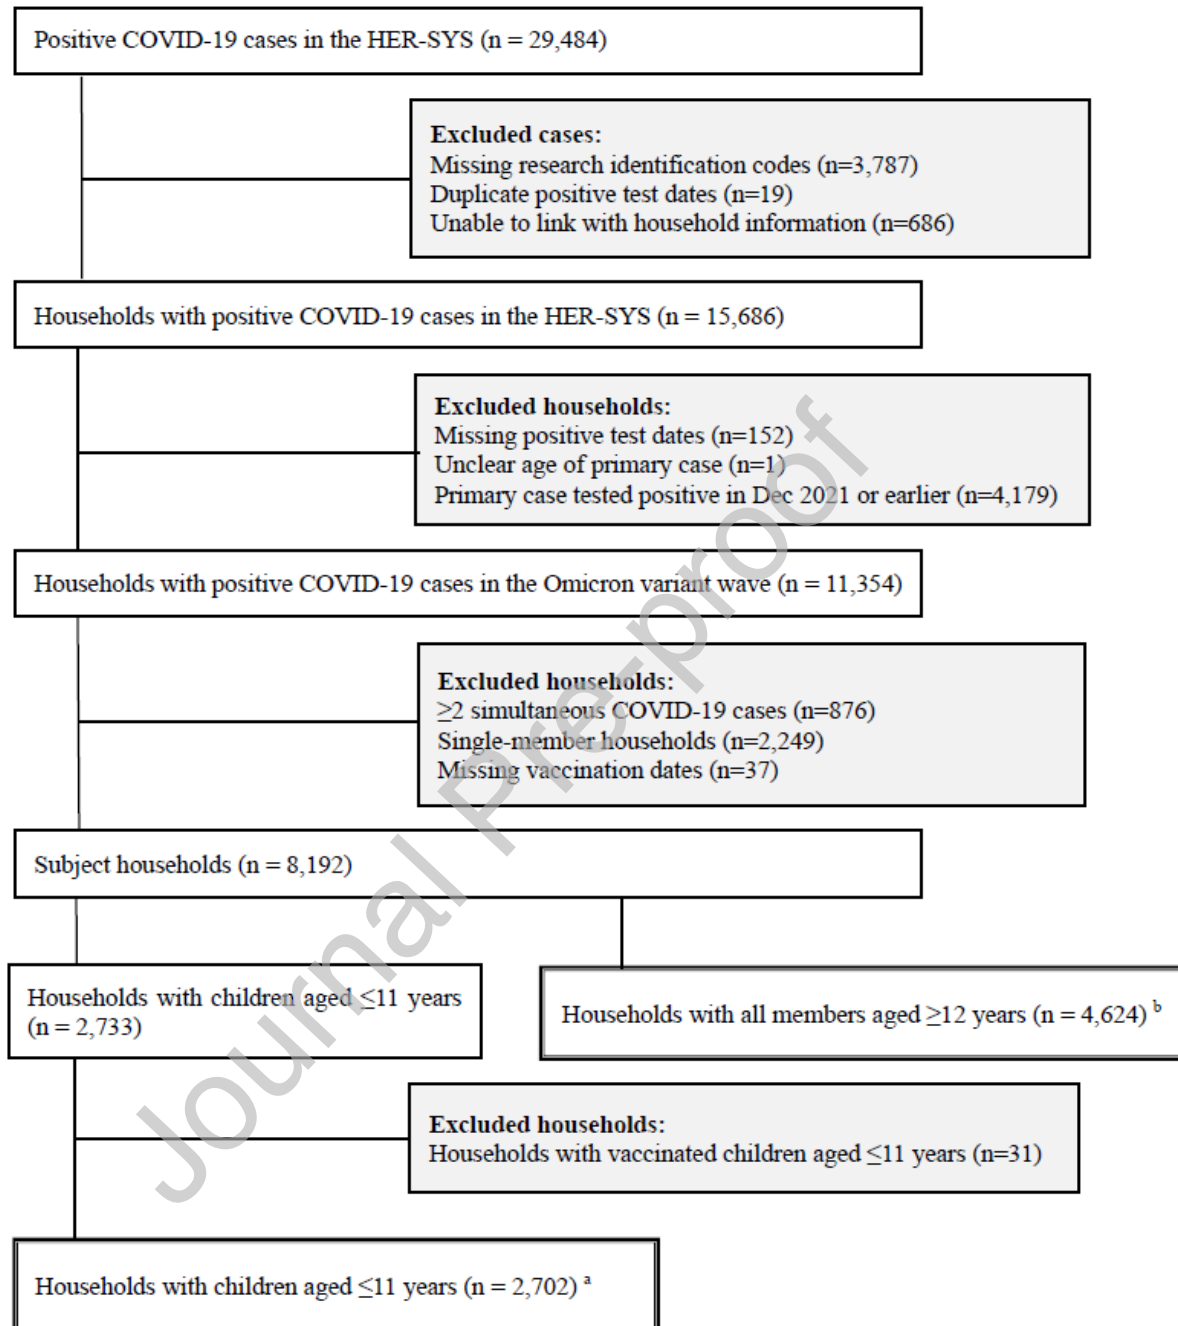 Positive COVID-19 cases in the HER-SYS (n = 29,484)
Excluded cases:
Missing research identification codes (n=3,787)
Duplicate positive test dates (n=19)
Unable to link with household information (n=686)
Households with positive COVID-19 cases in the HER-SYS (n = 15,686)
Excluded households:
Missing positive test dates (n=152)
Unclear age of primary case (n=1)
Primary case tested positive in Dec 2021 or earlier (n=4,179)
Households with positive COVID-19 cases in the Omicron variant wave (n = 11,354)
Excluded households:
≥2 simultaneous COVID-19 cases (n=876)
Single-member households (n=2,249)
Missing vaccination dates (n=37)
Subject households (n = 8,192)
Households with children aged ≤11 years
(n = 2,733)
Households with all members aged ≥12 years (n = 4,624) b
Excluded households:
Households with vaccinated children aged ≤11 years (n=31)
Households with children aged ≤11 years (n = 2,702) a
Journal Pre-proof